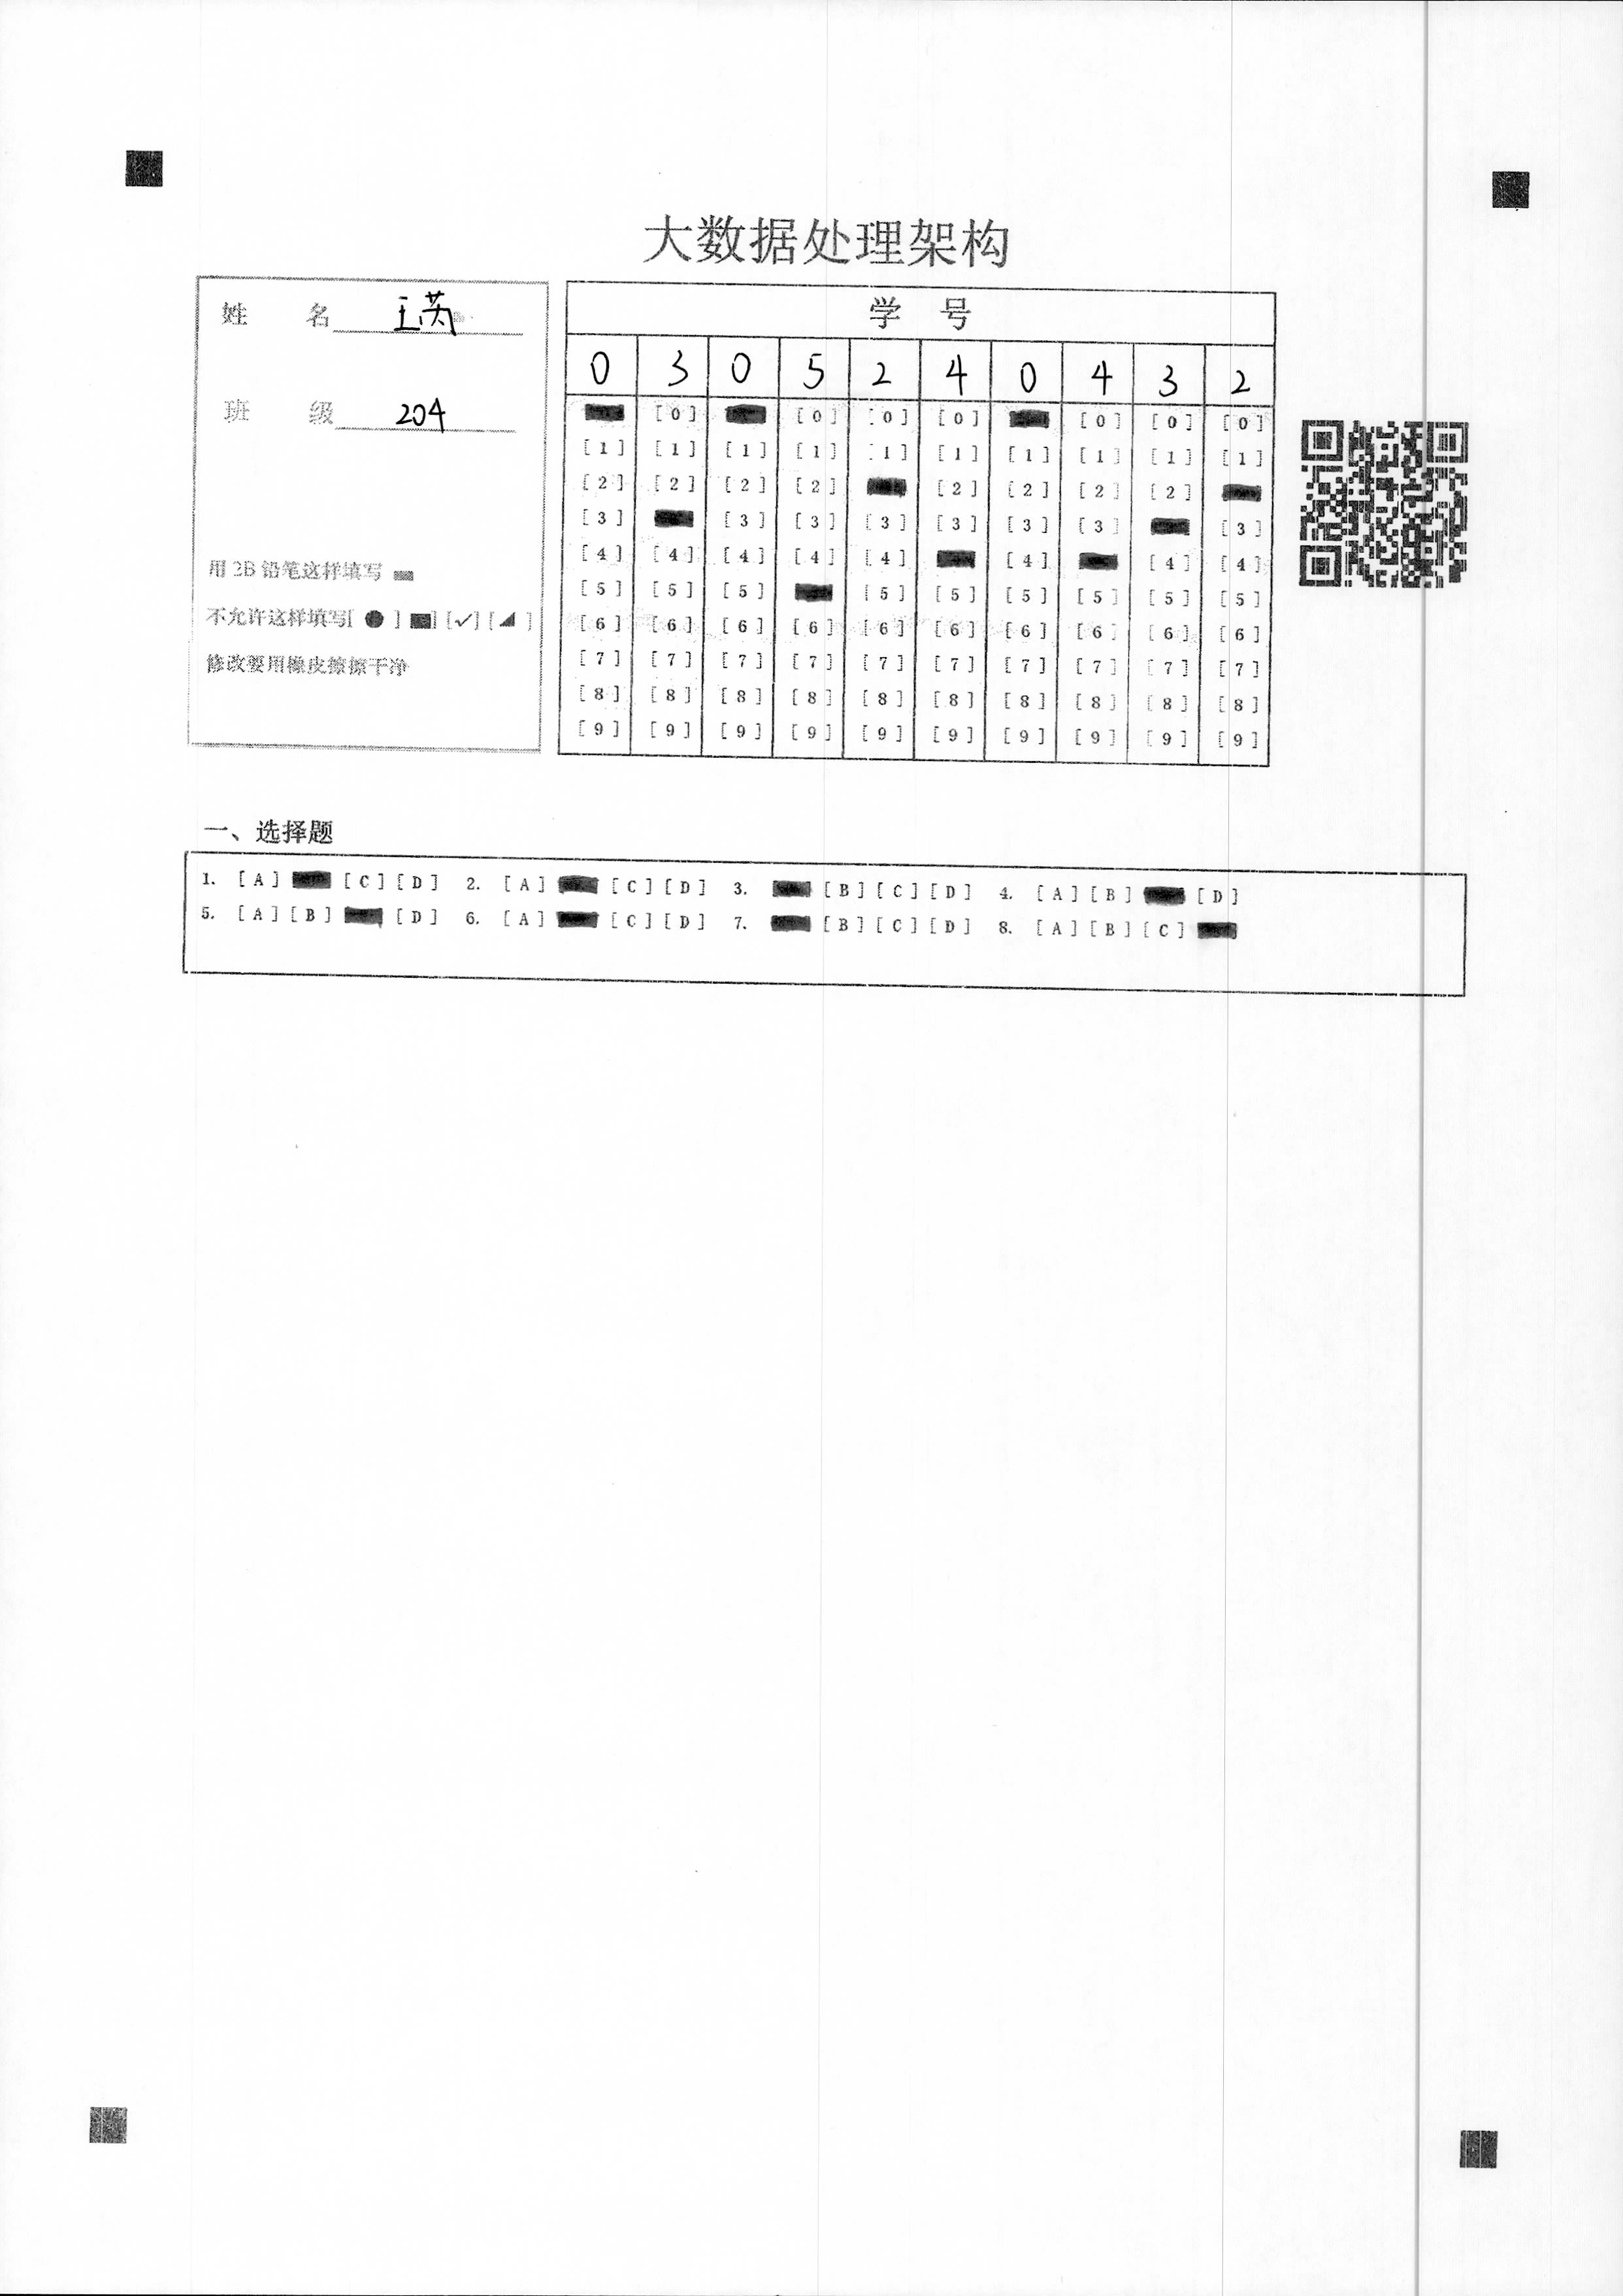 大数据处理架构
姓 名 王芮
班 级 204
用 2B 铅笔这样填写
不允许这样填写[ ● ] ■] [✓] [◢ ]
修改要用橡皮擦擦干净
学 号
0 3 0 5 2 4 0 4 3 2
[0] [0] [0] [0] [0] [0] [0]
[1] [1] [1] [1] [1] [1] [1] [1] [1] [1]
[2] [2] [2] [2] [2] [2] [2] [2]
[3] [3] [3] [3] [3] [3] [3] [3]
[4] [4] [4] [4] [4] [4] [4] [4]
[5] [5] [5] [5] [5] [5] [5] [5] [5]
[6] [6] [6] [6] [6] [6] [6] [6] [6] [6]
[7] [7] [7] [7] [7] [7] [7] [7] [7] [7]
[8] [8] [8] [8] [8] [8] [8] [8] [8] [8]
[9] [9] [9] [9] [9] [9] [9] [9] [9] [9]
一、选择题
1. [A] [C] [D] 2. [A] [C] [D] 3. [B] [C] [D] 4. [A] [B] [D]
5. [A] [B] [D] 6. [A] [C] [D] 7. [B] [C] [D] 8. [A] [B] [C]